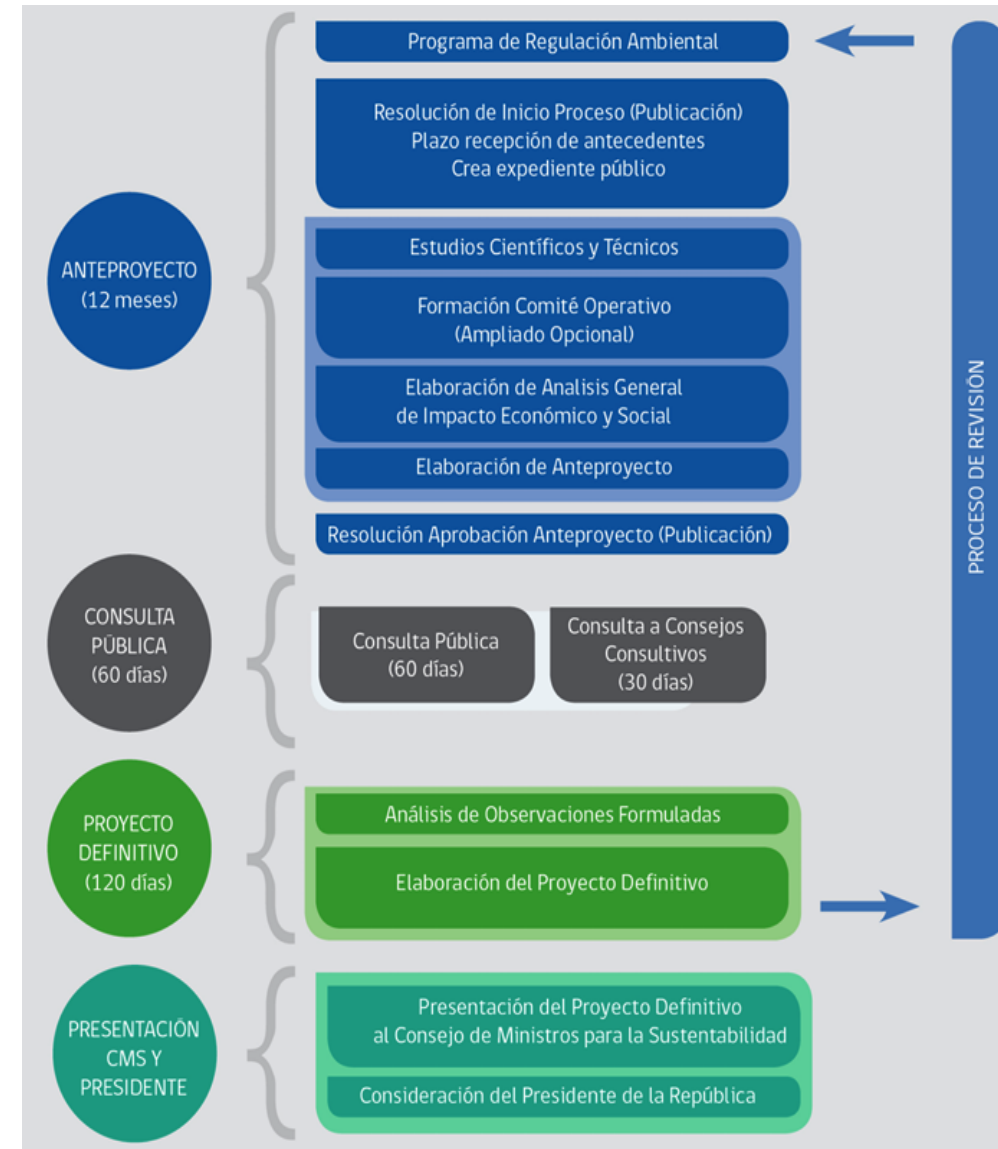 Programa de Regulación Ambiental
Resolución de Inicio Proceso (Publicación)
Plazo recepción de antecedentes
Crea expediente público
ANTEPROYECTO
(12 meses)
Estudios Científicos y Técnicos
Formación Comité Operativo
(Ampliado Opcional)
Elaboración de Analisis General
de Impacto Económico y Social
Elaboración de Anteproyecto
Resolución Aprobación Anteproyecto (Publicación)
PROCESO DE REVISIÓN
CONSULTA
PÚBLICA
(60 días)
Consulta Pública
(60 días)
Consulta a Consejos
Consultivos
(30 días)
PROYECTO
DEFINITIVO
(120 días)
Análisis de Observaciones Formuladas
Elaboración del Proyecto Definitivo
PRESENTACIÓN
CMS Y
PRESIDENTE
Presentación del Proyecto Definitivo
al Consejo de Ministros para la Sustentabilidad
Consideración del Presidente de la República